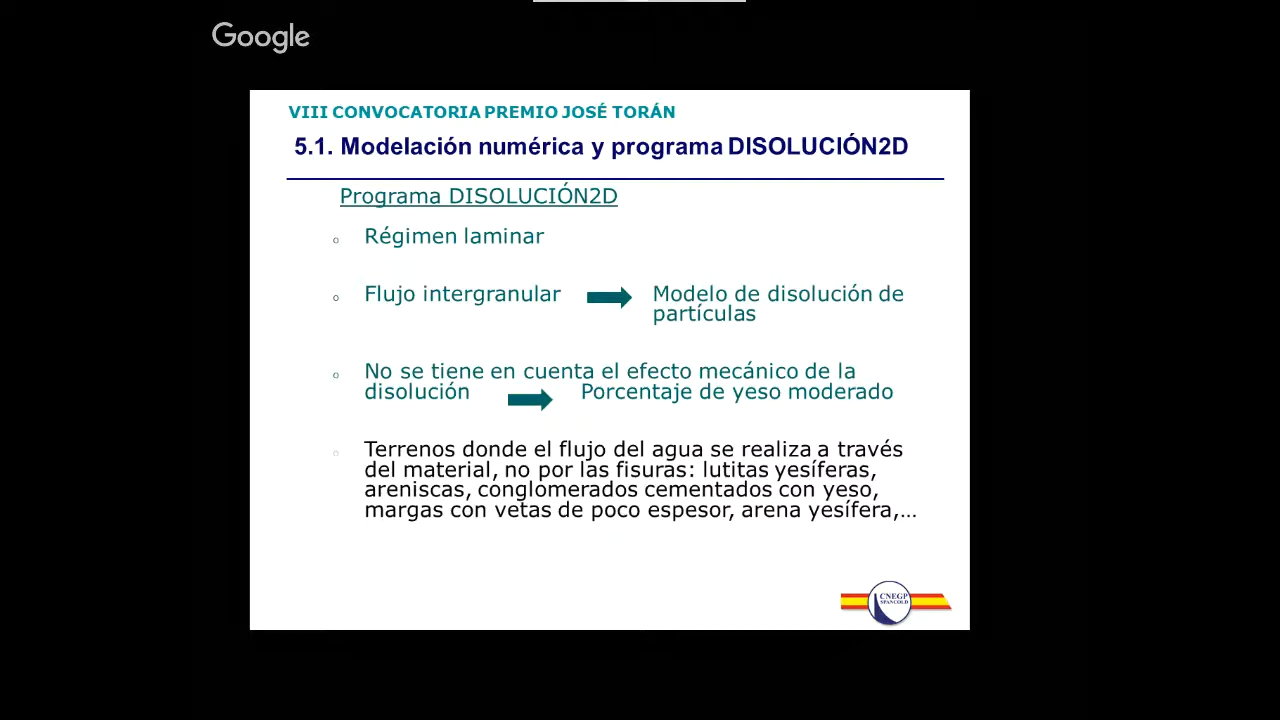 Google
VIII CONVOCATORIA PREMIO JOSÉ TORÁN
5.1. Modelación numérica y programa DISOLUCIÓN2D
Programa DISOLUCIÓN2D
Régimen laminar
Flujo intergranular
Modelo de disolución de
partículas
No se tiene en cuenta el efecto mecánico de la
disolución
Porcentaje de yeso moderado
Terrenos donde el flujo del agua se realiza a través
del material, no por las fisuras: lutitas yesíferas,
areniscas, conglomerados cementados con yeso,
margas con vetas de poco espesor, arena yesífera,…
CNEGP
SPANCOLD